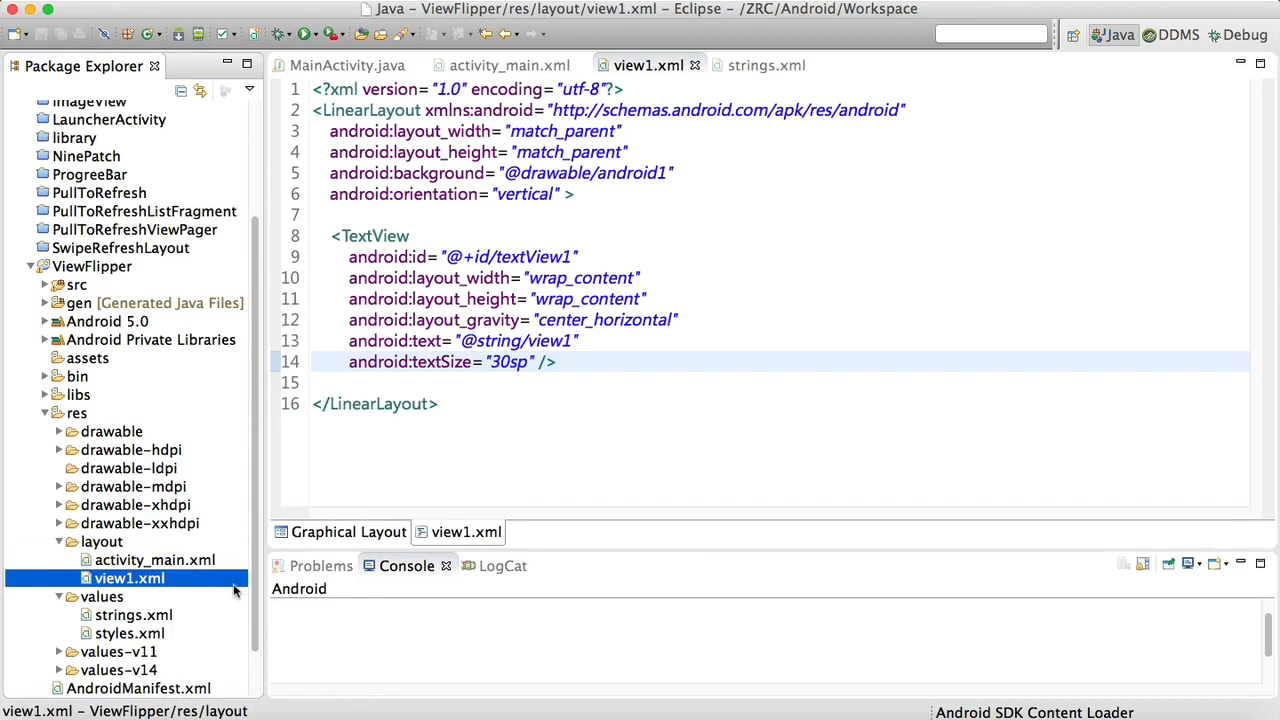 Java – ViewFlipper/res/layout/view1.xml – Eclipse – /ZRC/Android/Workspace
Java
DDMS
Debug
Package Explorer
MainActivity.java
activity_main.xml
view1.xml
strings.xml
ImageView
LauncherActivity
library
NinePatch
ProgreeBar
PullToRefresh
PullToRefreshListFragment
PullToRefreshViewPager
SwipeRefreshLayout
ViewFlipper
src
gen [Generated Java Files]
Android 5.0
Android Private Libraries
assets
bin
libs
res
drawable
drawable-hdpi
drawable-ldpi
drawable-mdpi
drawable-xhdpi
drawable-xxhdpi
layout
activity_main.xml
view1.xml
values
strings.xml
styles.xml
values-v11
values-v14
AndroidManifest.xml
1 <?xml version="1.0" encoding="utf-8"?>
2 <LinearLayout xmlns:android="http://schemas.android.com/apk/res/android"
3 android:layout_width="match_parent"
4 android:layout_height="match_parent"
5 android:background="@drawable/android1"
6 android:orientation="vertical" >
7
8 <TextView
9 android:id="@+id/textView1"
10 android:layout_width="wrap_content"
11 android:layout_height="wrap_content"
12 android:layout_gravity="center_horizontal"
13 android:text="@string/view1"
14 android:textSize="30sp" />
15
16 </LinearLayout>
Graphical Layout
view1.xml
Problems
Console
LogCat
Android
view1.xml – ViewFlipper/res/layout
Android SDK Content Loader